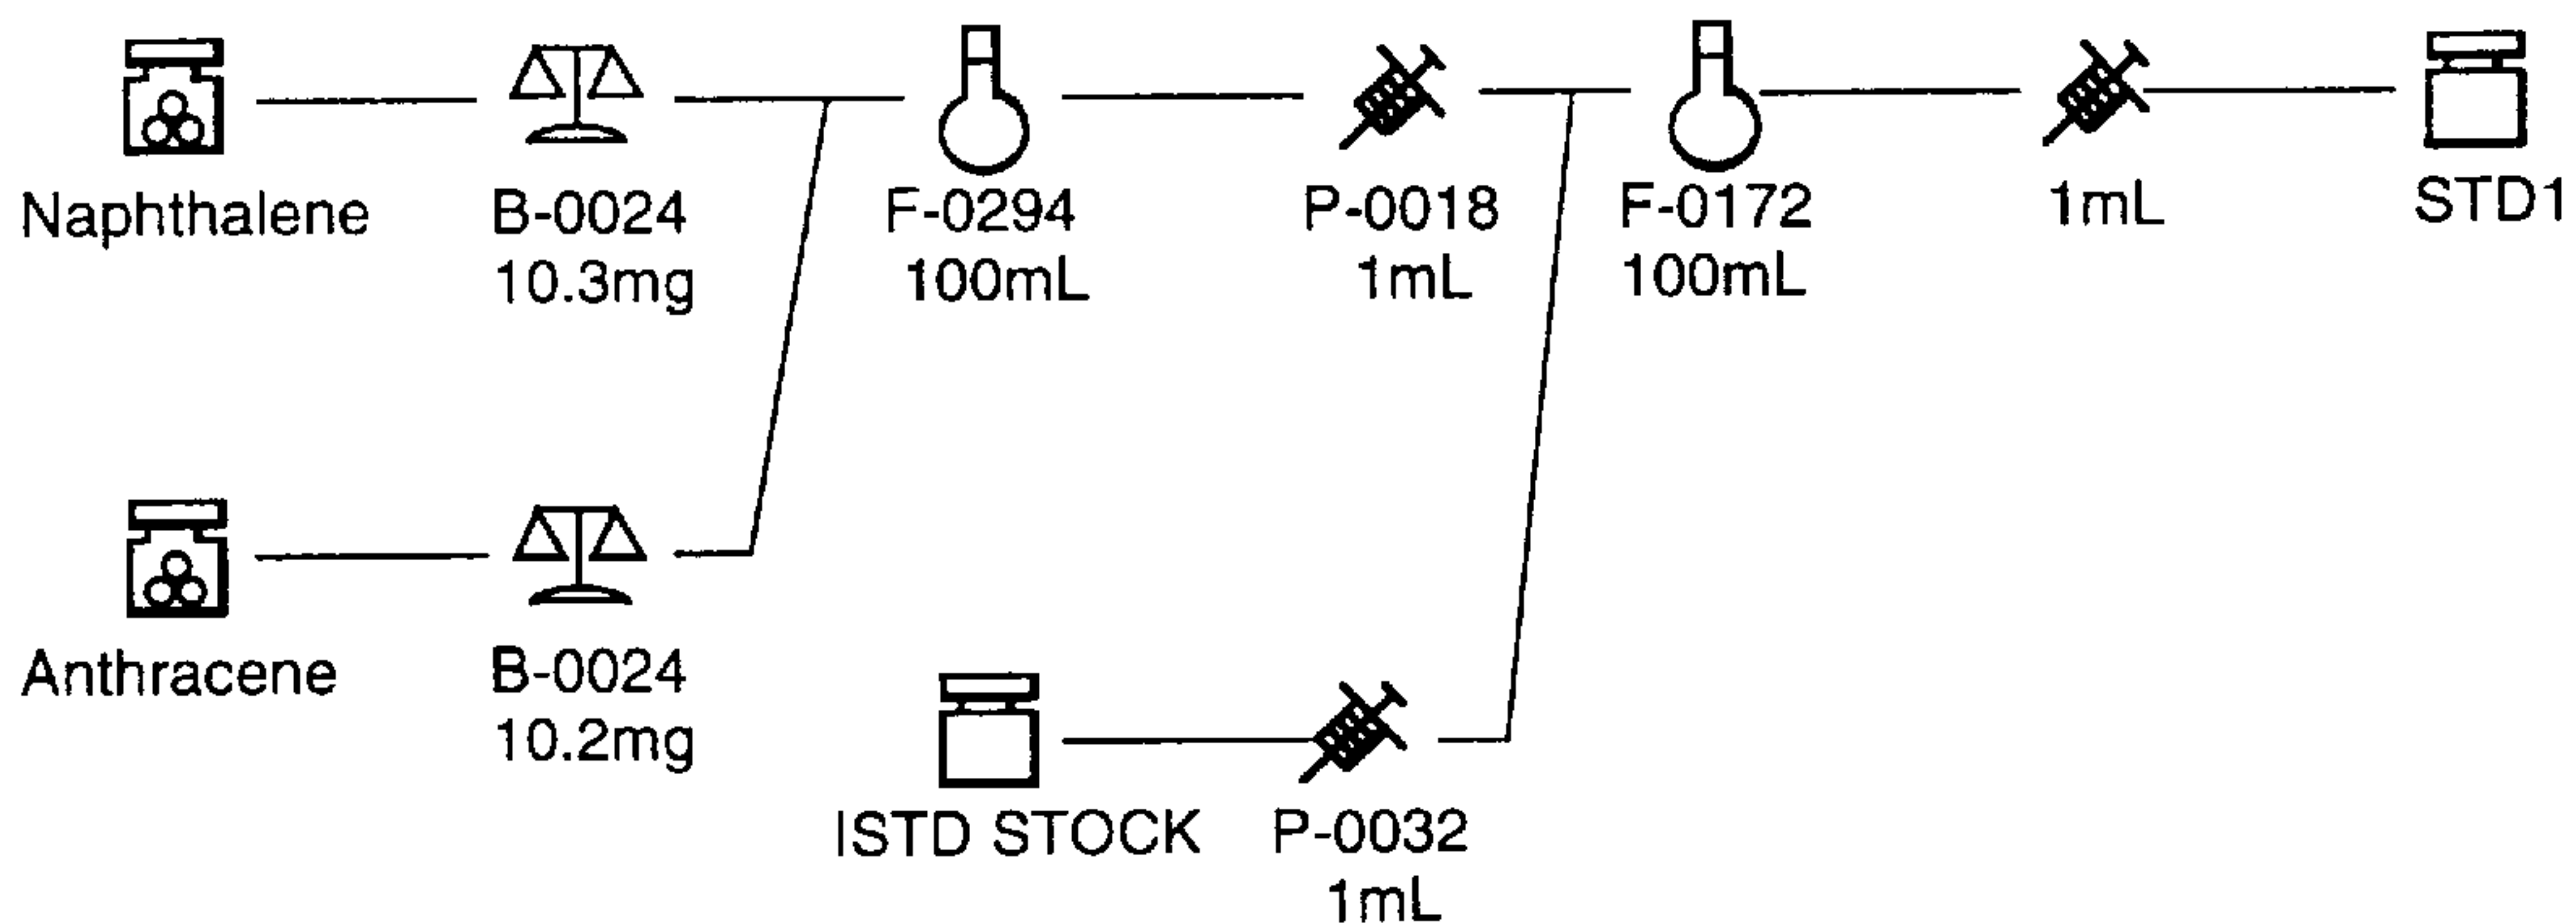 Naphthalene
B-0024
10.3mg
F-0294
100mL
P-0018
1mL
F-0172
100mL
1mL
STD1
Anthracene
B-0024
10.2mg
ISTD STOCK
P-0032
1mL